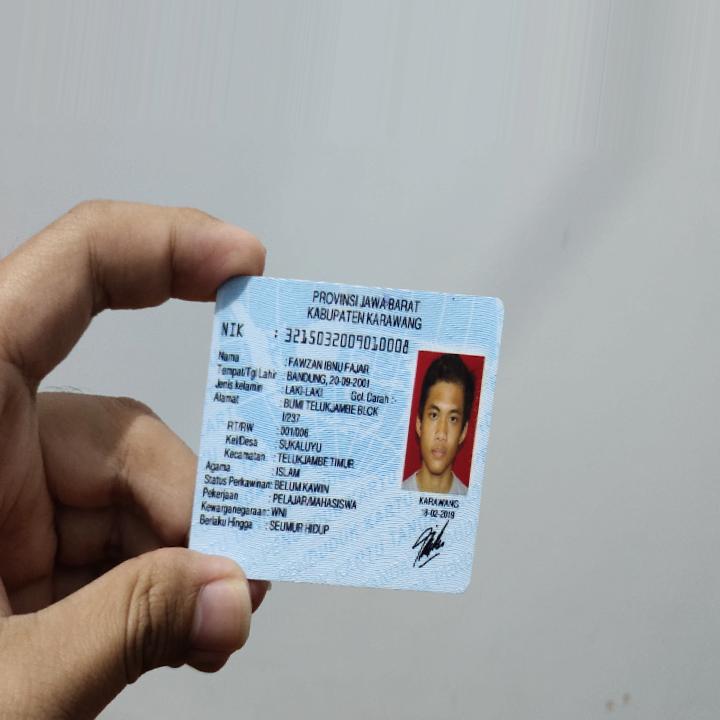 PROVINSI JAWA BARAT
KABUPATEN KARAWANG
NIK : 3215032009010008
Nama : FAWZAN IBNU FAJAR
Tempat/Tgl Lahir : BANDUNG, 20-09-2001
Jenis kelamin : LAKI-LAKI Gol. Darah :-
Alamat : BUMI TELUKJAMBE BLOK
I/237
RT/RW : 001/006
Kel/Desa : SUKALUYU
Kecamatan : TELUKJAMBE TIMUR
Agama : ISLAM
Status Perkawinan: BELUM KAWIN
Pekerjaan : PELAJAR/MAHASISWA
Kewarganegaraan: WNI
Berlaku Hingga : SEUMUR HIDUP
KARAWANG
18-02-2019